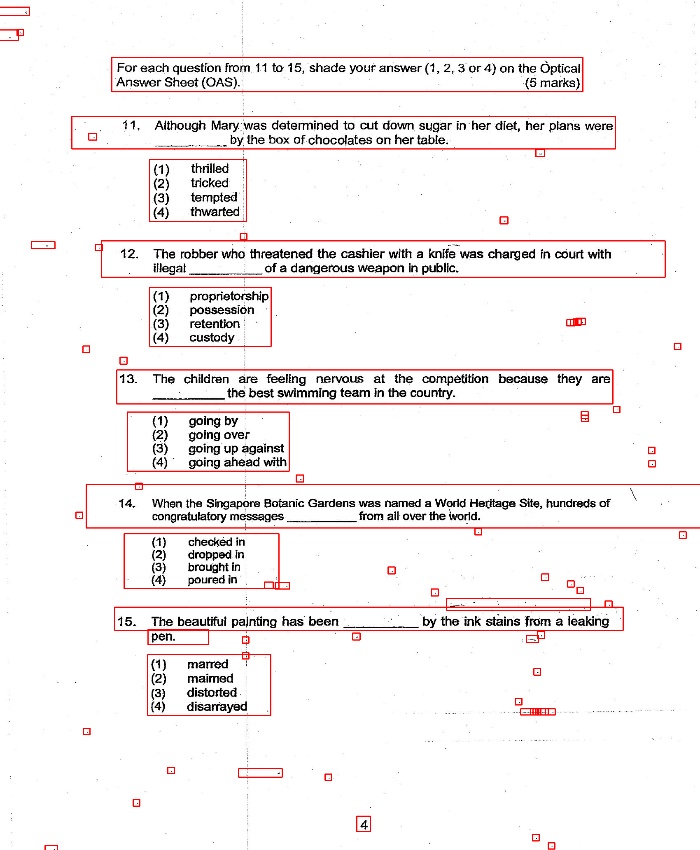 For each question from 11 to 15, shade your answer (1, 2, 3 or 4) on the Optical
Answer Sheet (OAS). (5 marks)
11. Although Mary was determined to cut down sugar in her diet, her plans were
__________ by the box of chocolates on her table.
(1) thrilled
(2) tricked
(3) tempted
(4) thwarted
12. The robber who threatened the cashier with a knife was charged in court with
illegal __________ of a dangerous weapon in public.
(1) proprietorship
(2) possession
(3) retention
(4) custody
13. The children are feeling nervous at the competition because they are
__________ the best swimming team in the country.
(1) going by
(2) going over
(3) going up against
(4) going ahead with
14. When the Singapore Botanic Gardens was named a World Heritage Site, hundreds of
congratulatory messages __________ from all over the world.
(1) checked in
(2) dropped in
(3) brought in
(4) poured in
15. The beautiful painting has been __________ by the ink stains from a leaking
pen.
(1) marred
(2) maimed
(3) distorted
(4) disarrayed
4